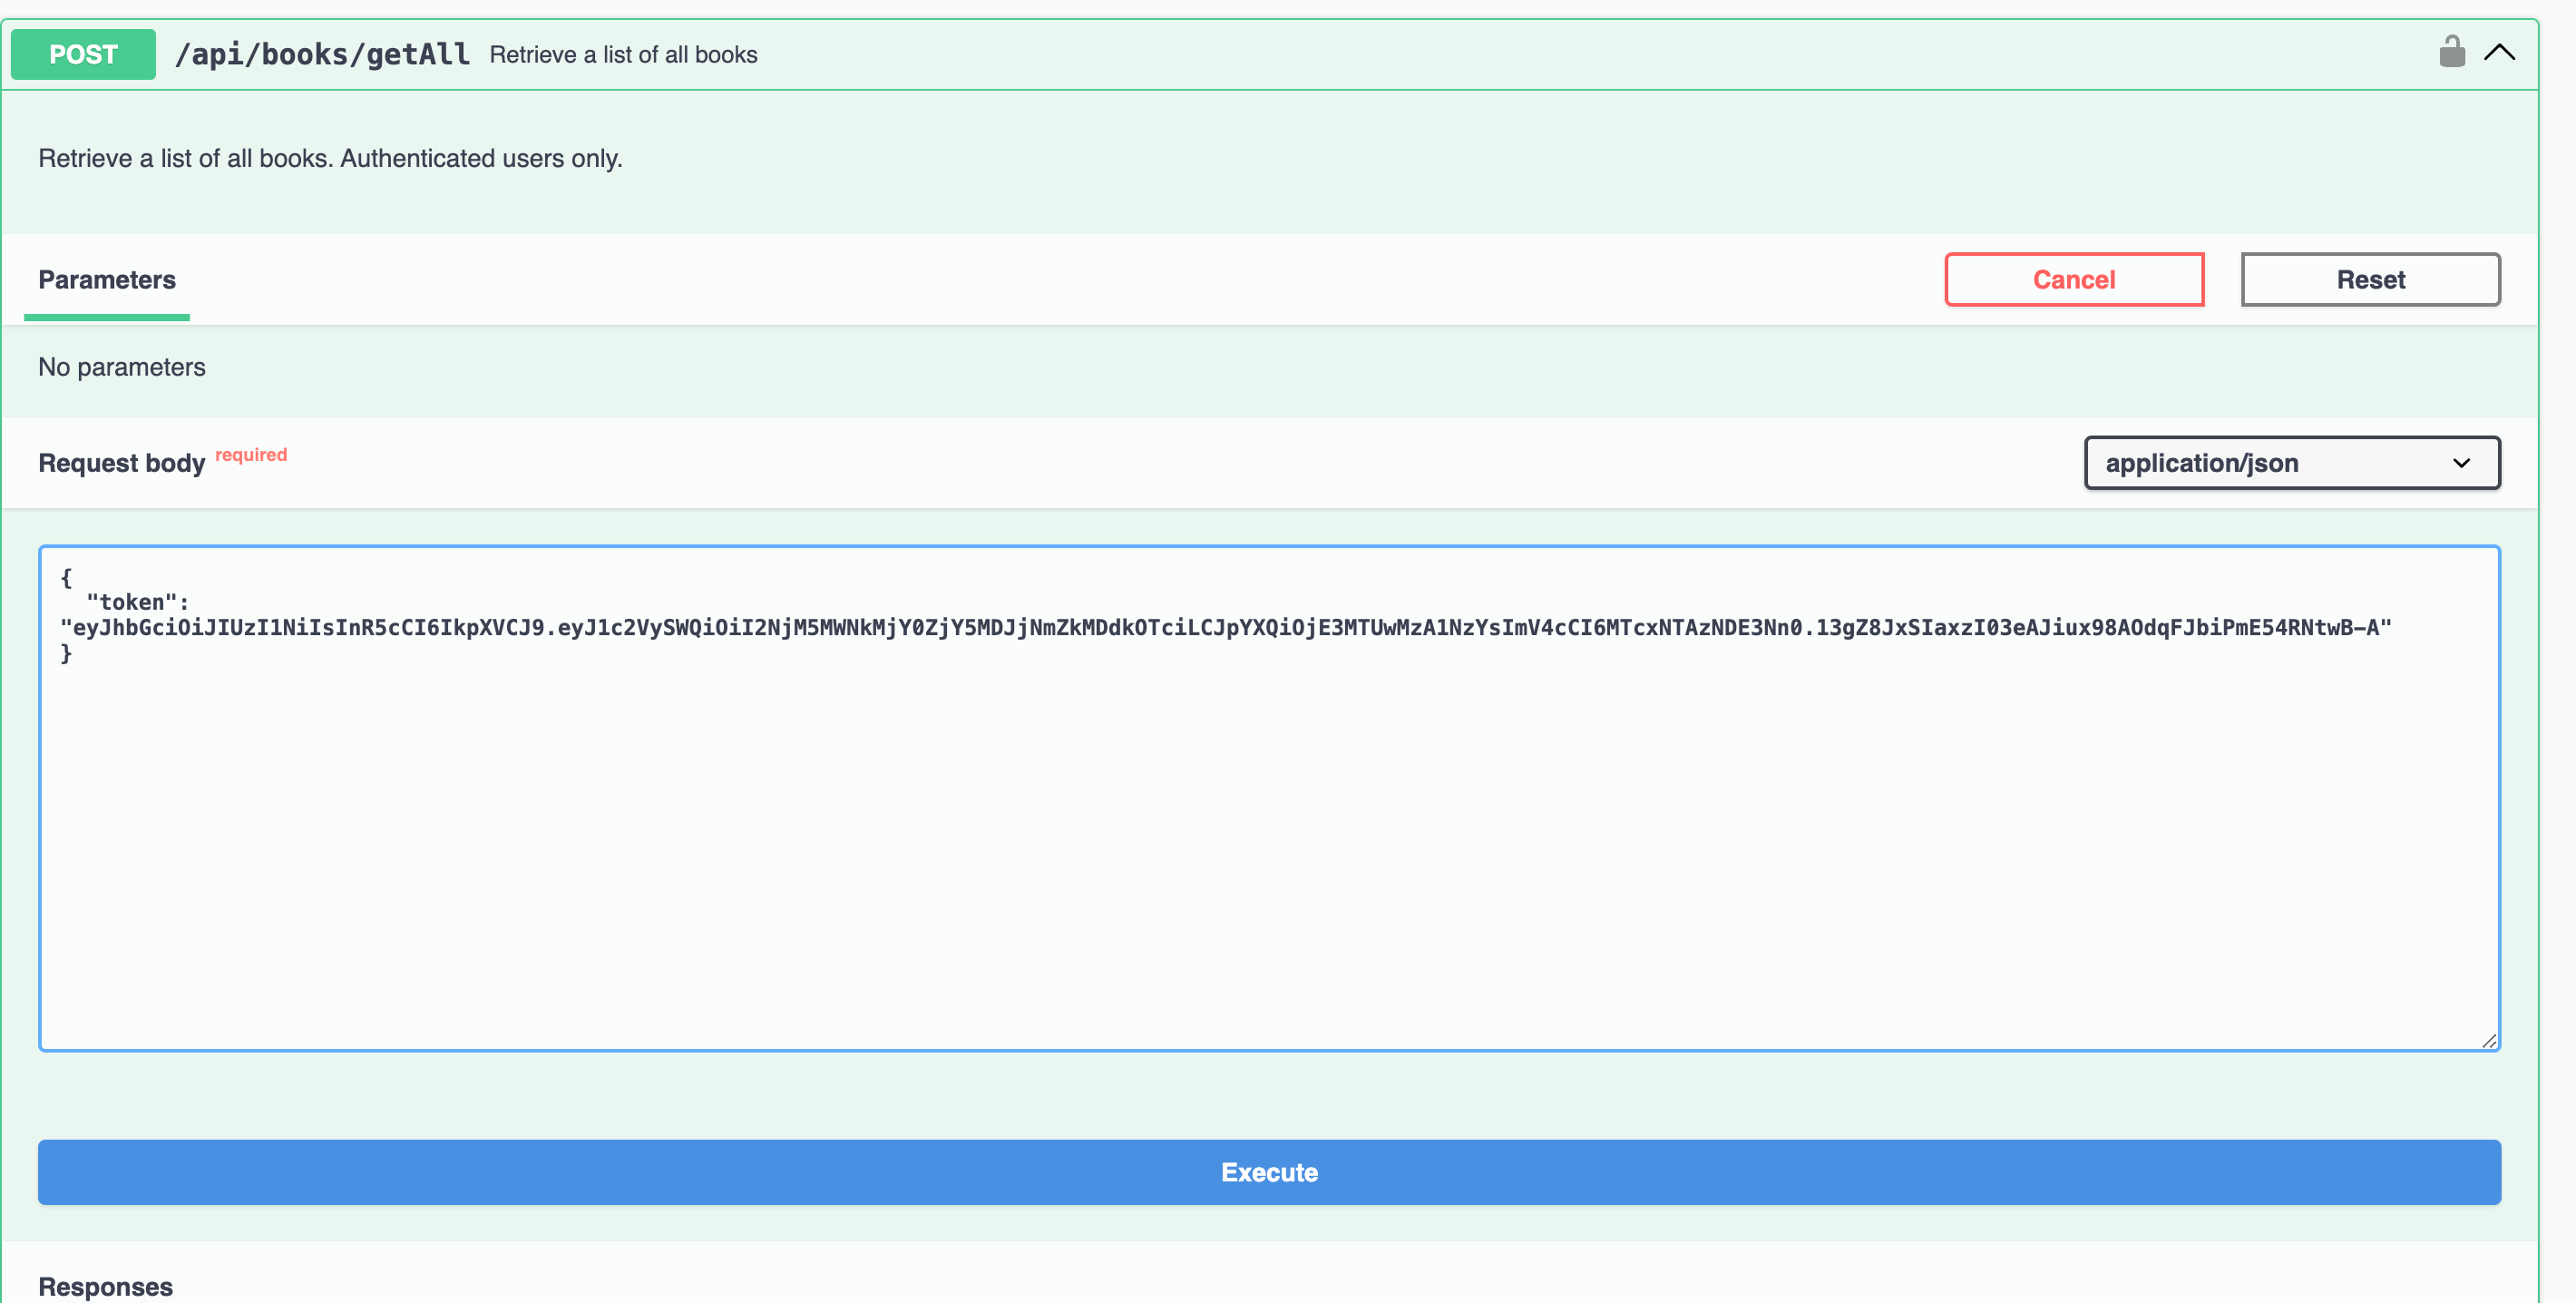 POST /api/books/getAll Retrieve a list of all books
Retrieve a list of all books. Authenticated users only.
Parameters
Cancel
Reset
No parameters
Request body required
application/json
{
"token":
"eyJhbGciOiJIUzI1NiIsInR5cCI6IkpXVCJ9.eyJ1c2VySWQiOiI2NjM5MWNkMjY0ZjY5MDJjNmZkMDdkOTciLCJpYXQiOjE3MTUwMzA1NzYsImV4cCI6MTcxNTAzNDE3Nn0.13gZ8JxSIaxzI03eAJiux98AOdqFJbiPmE54RNtwB-A"
}
Execute
Responses